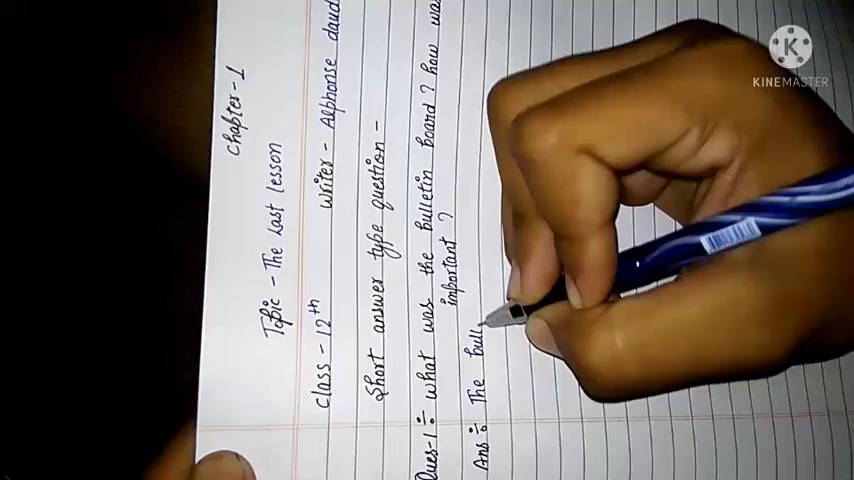 chapter-1
Topic - The Last lesson
class - 12th writer - Alphonse daud
Short answer type question -
Ques-1 ÷ what was the bulletin board ? how was
important ?
Ans ÷ The bull
KINEMASTER